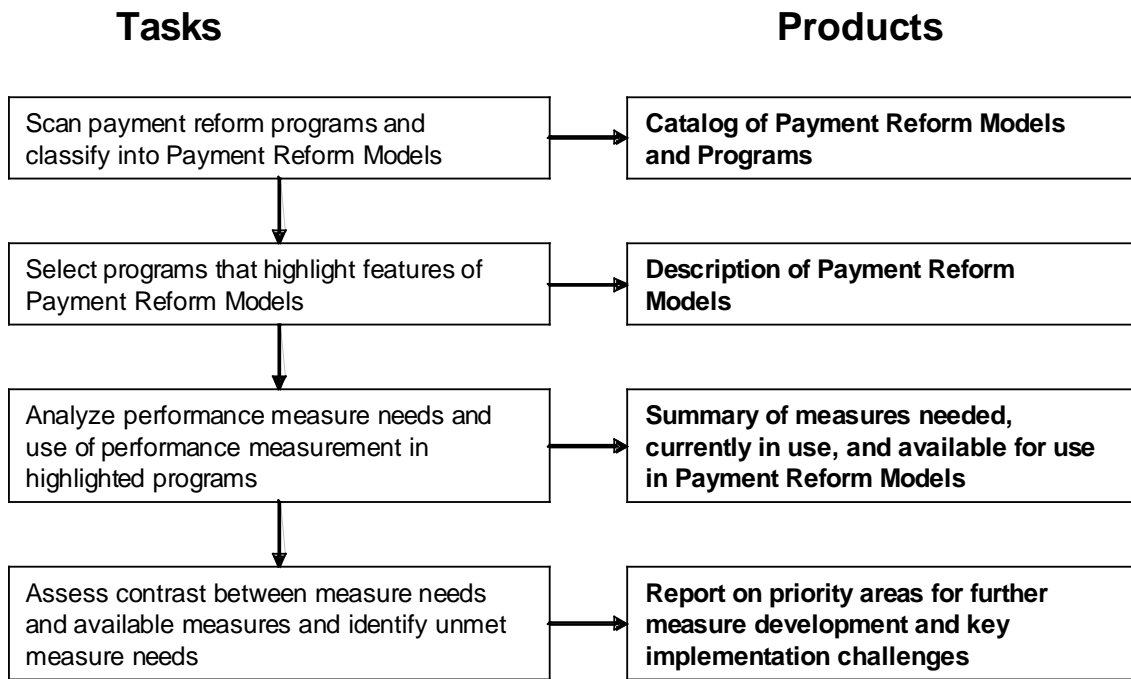 Tasks
Products
Scan payment reform programs and
classify into Payment Reform Models
Catalog of Payment Reform Models
and Programs
Select programs that highlight features of
Payment Reform Models
Description of Payment Reform
Models
Analyze performance measure needs and
use of performance measurement in
highlighted programs
Summary of measures needed,
currently in use, and available for use
in Payment Reform Models
Assess contrast between measure needs
and available measures and identify unmet
measure needs
Report on priority areas for further
measure development and key
implementation challenges